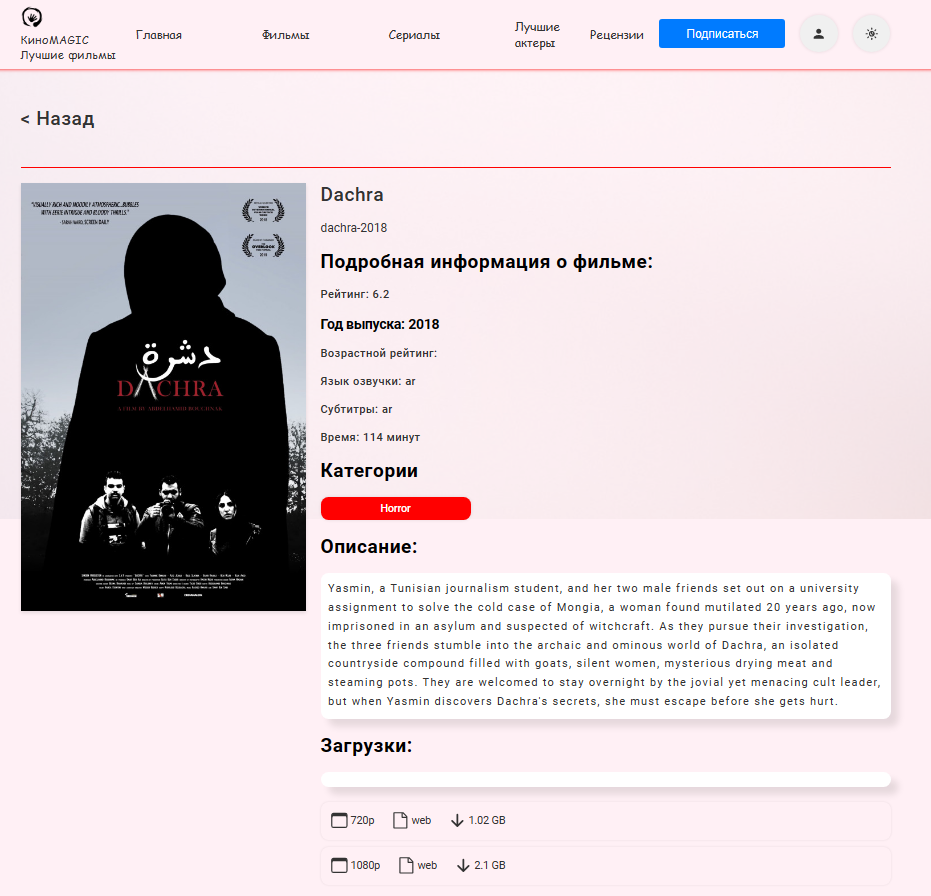 КиноMAGIC
Лучшие фильмы
Главная
Фильмы
Сериалы
Лучшие
актеры
Рецензии
Подписаться
< Назад
"VISUALLY RICH AND MOODILY ATMOSPHERIC...BUBBLES
WITH EERIE INTRIGUE AND BLOODY THRILLS."
دشرة
DACHRA
A FILM BY ABDELHAMID BOUCHNAK
Dachra
dachra-2018
Подробная информация о фильме:
Рейтинг: 6.2
Год выпуска: 2018
Возрастной рейтинг:
Язык озвучки: ar
Субтитры: ar
Время: 114 минут
Категории
Horror
Описание:
Yasmin, a Tunisian journalism student, and her two male friends set out on a university
assignment to solve the cold case of Mongia, a woman found mutilated 20 years ago, now
imprisoned in an asylum and suspected of witchcraft. As they pursue their investigation,
the three friends stumble into the archaic and ominous world of Dachra, an isolated
countryside compound filled with goats, silent women, mysterious drying meat and
steaming pots. They are welcomed to stay overnight by the jovial yet menacing cult leader,
but when Yasmin discovers Dachra's secrets, she must escape before she gets hurt.
Загрузки:
720p web 1.02 GB
1080p web 2.1 GB